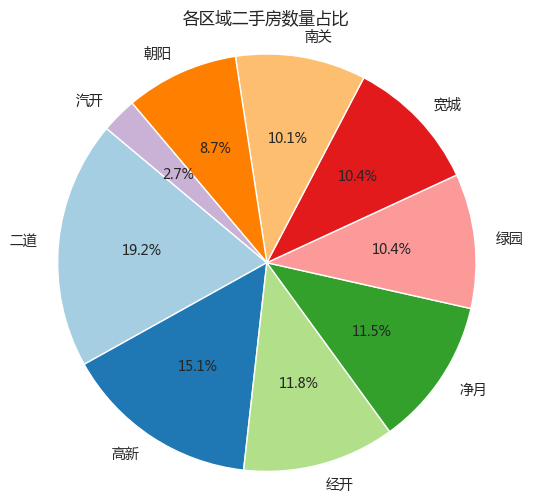 各区域二手房数量占比
南关
朝阳
汽开
宽城
10.1%
8.7%
2.7%
10.4%
二道
19.2%
10.4%
绿园
11.5%
15.1%
11.8%
净月
高新
经开